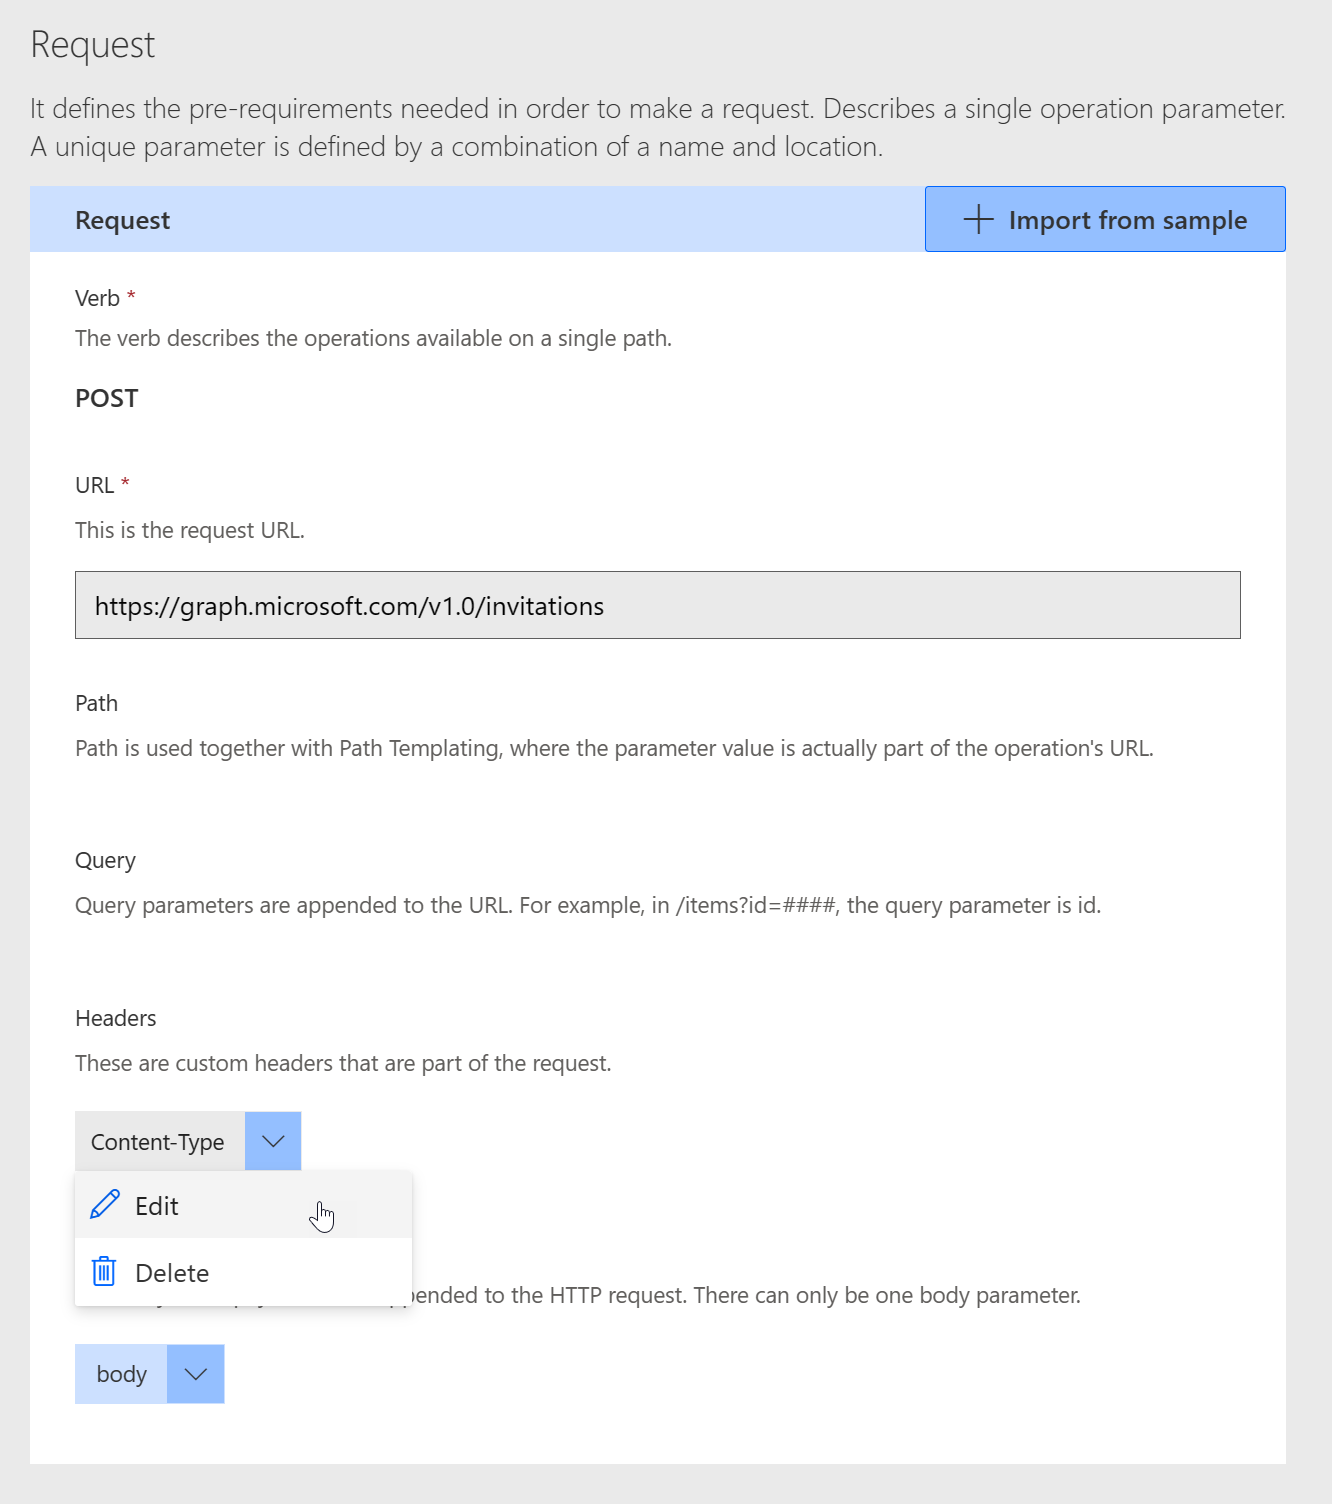 Request
It defines the pre-requirements needed in order to make a request. Describes a single operation parameter.
A unique parameter is defined by a combination of a name and location.
Request
Import from sample
Verb *
The verb describes the operations available on a single path.
POST
URL *
This is the request URL.
https://graph.microsoft.com/v1.0/invitations
Path
Path is used together with Path Templating, where the parameter value is actually part of the operation's URL.
Query
Query parameters are appended to the URL. For example, in /items?id=####, the query parameter is id.
Headers
These are custom headers that are part of the request.
Content-Type
Edit
Delete
to the HTTP request. There can only be one body parameter.
body